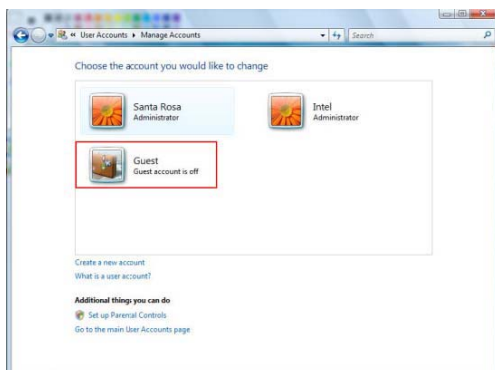 « User Accounts ▸ Manage Accounts
Search
Choose the account you would like to change
Santa Rosa
Administrator
Intel
Administrator
Guest
Guest account is off
Create a new account
What is a user account?
Additional things you can do
Set up Parental Controls
Go to the main User Accounts page